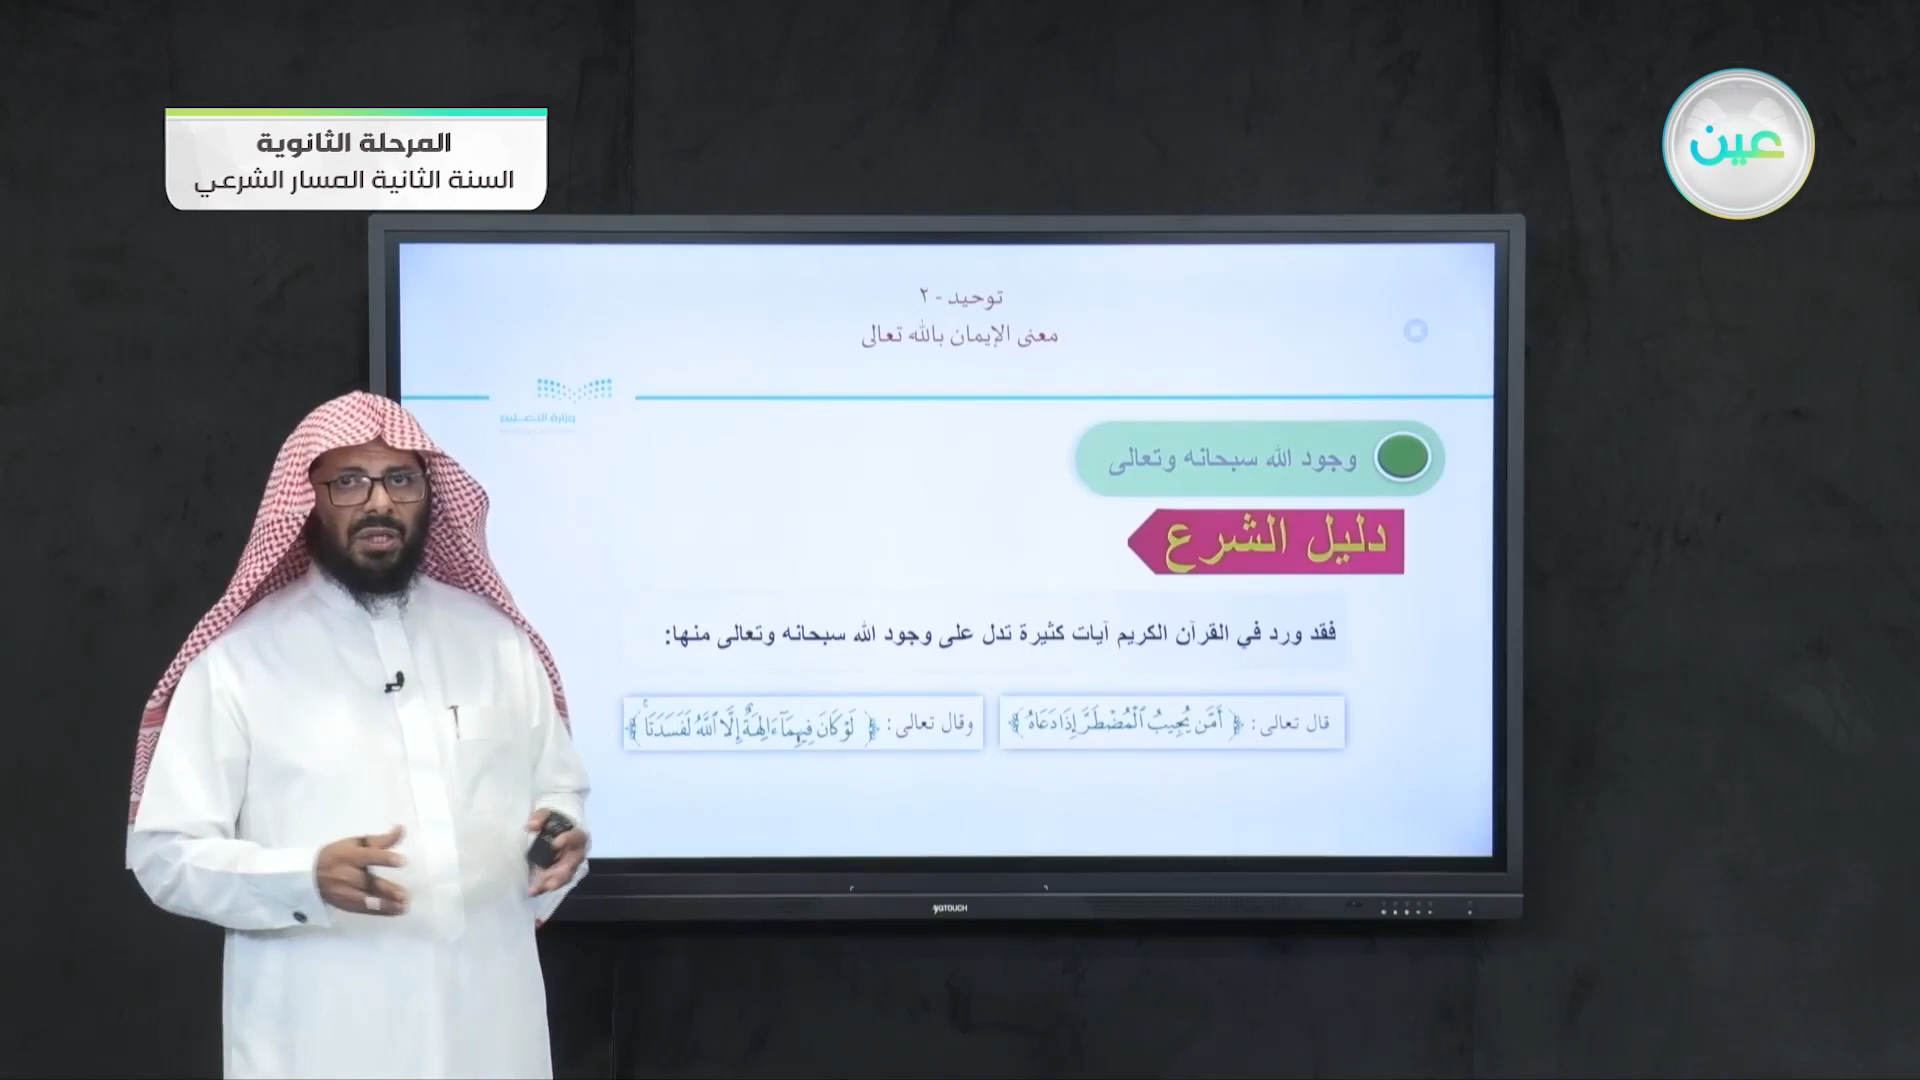 المرحلة الثانوية
السنة الثانية المسار الشرعي
عين
توحيد - ٢
معنى الإيمان بالله تعالى
وزارة التعليم
وجود الله سبحانه وتعالى
دليل الشرع
فقد ورد في القرآن الكريم آيات كثيرة تدل على وجود الله سبحانه وتعالى منها:
قال تعالى: ﴿أَمَّن يُجِيبُ ٱلْمُضْطَرَّ إِذَا دَعَاهُ﴾
وقال تعالى: ﴿لَوْ كَانَ فِيهِمَآ ءَالِهَةٌ إِلَّا ٱللَّهُ لَفَسَدَتَا﴾